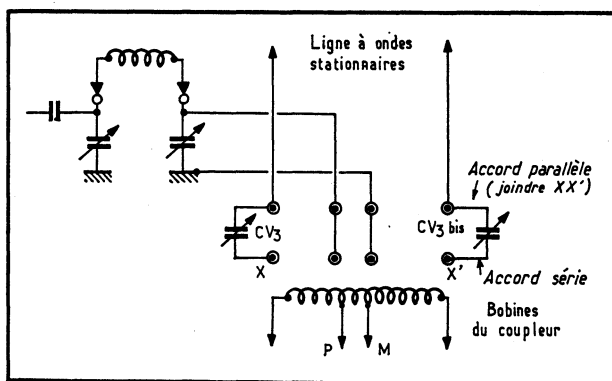 Ligne à ondes
stationnaires
Accord parallèle
(joindre XX')
CV3
CV3 bis
X
X'
Accord série
Bobines
du coupleur
P
M